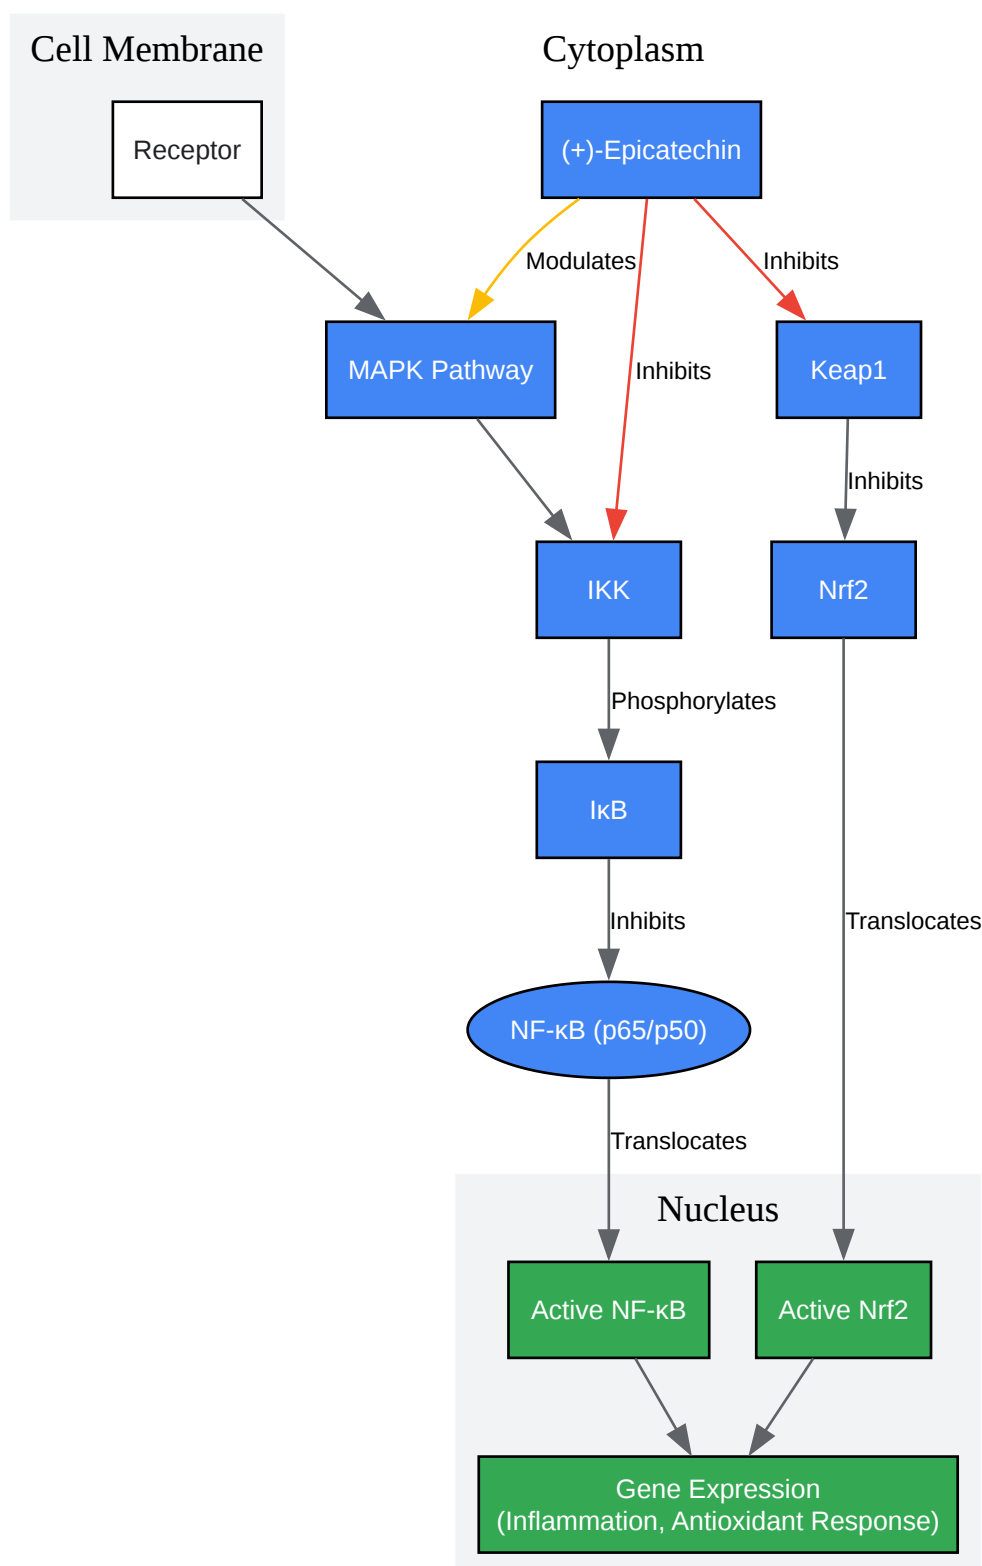 Cell Membrane
Cytoplasm
Receptor
(+)-Epicatechin
Modulates
Inhibits
MAPK Pathway
Inhibits
Keap1
Inhibits
IKK
Nrf2
Phosphorylates
IκB
Inhibits
Translocates
NF-κB (p65/p50)
Translocates
Nucleus
Active NF-κB
Active Nrf2
Gene Expression
(Inflammation, Antioxidant Response)